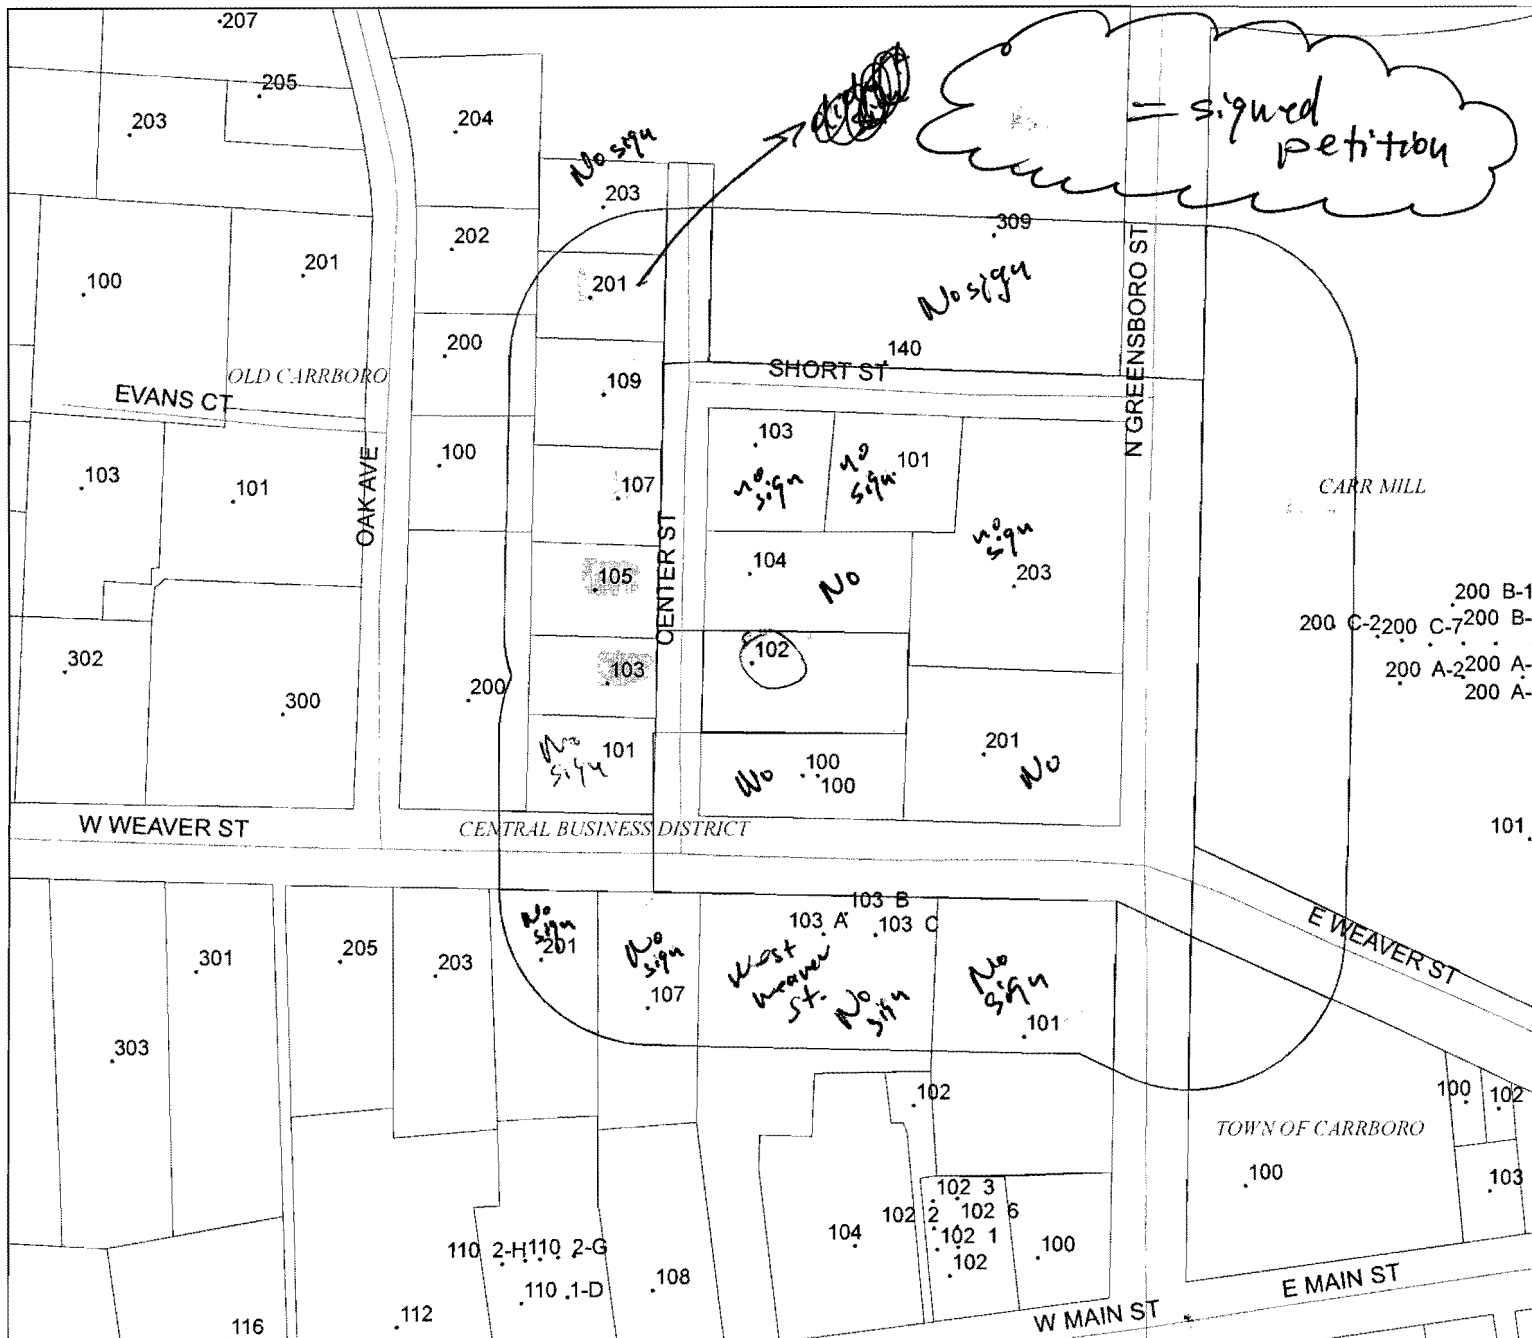 207
205
203
204
= signed
petition
No sign
203
202
309
201
201
100
No sign
N GREENSBORO ST
200
140
SHORT ST
OLD CARRBORO
109
EVANS CT
103
no
sign
no
sign
101
100
107
103
101
OAK AVE
CARR MILL
CENTER ST
no
sign
104
No
203
105
200 B-1
200 C-2
200 C-7
200 B-
102
103
302
200 A-2
200 A-
200 A-
200
300
No
sign
101
201
No
No
100
100
W WEAVER ST
CENTRAL BUSINESS DISTRICT
101
103 B
103 A
103 C
No
sign
201
E WEAVER ST
301
205
203
No
sign
107
West
weaver
St.
No
sign
No
sign
101
303
102
100
102
TOWN OF CARRBORO
100
103
102 3
102 2
102 6
102 1
102
104
100
110 2-H
110 2-G
110 1-D
108
E MAIN ST
W MAIN ST
112
116